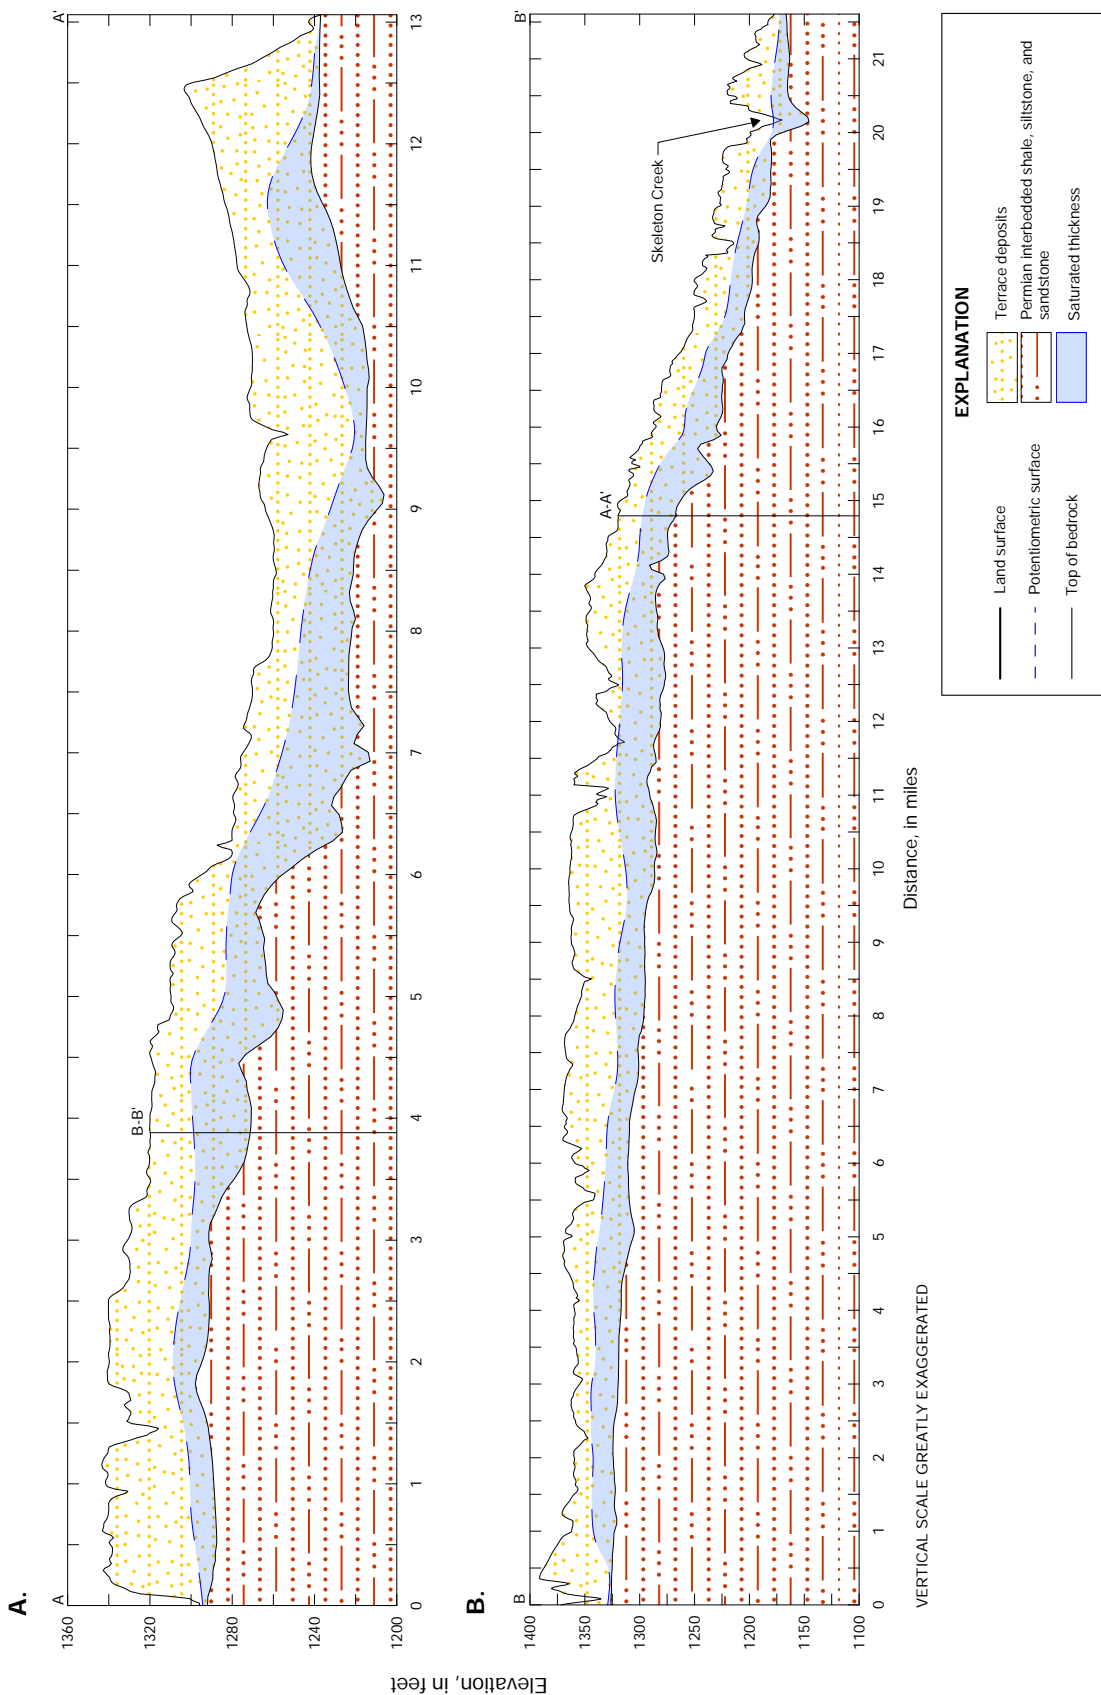 A.
A
A'
1360
1320
1280
1240
1200
B-B'
0
1
2
3
4
5
6
7
8
9
10
11
12
13
Elevation, in feet
B.
B
B'
1400
1350
1300
1250
1200
1150
1100
A-A'
Skeleton Creek
0
1
2
3
4
5
6
7
8
9
10
11
12
13
14
15
16
17
18
19
20
21
Distance, in miles
VERTICAL SCALE GREATLY EXAGGERATED
EXPLANATION
Land surface
Potentiometric surface
Top of bedrock
Terrace deposits
Permian interbedded shale, siltstone, and
sandstone
Saturated thickness